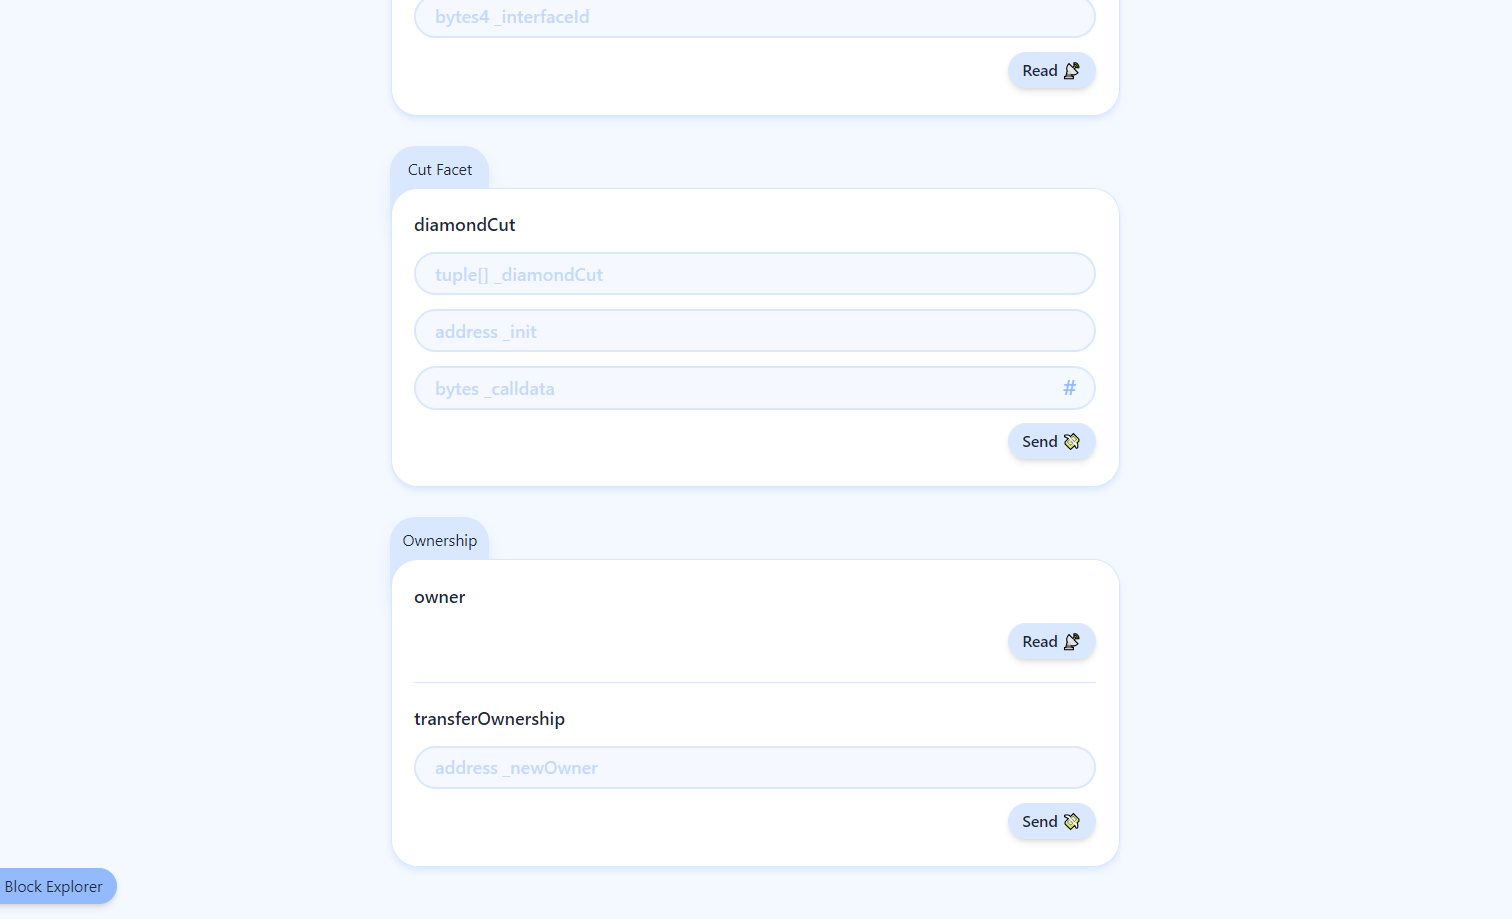 bytes4 _interfaceId
Read
Cut Facet
diamondCut
tuple[] _diamondCut
address _init
bytes _calldata
#
Send
Ownership
owner
Read
transferOwnership
address _newOwner
Send
Block Explorer